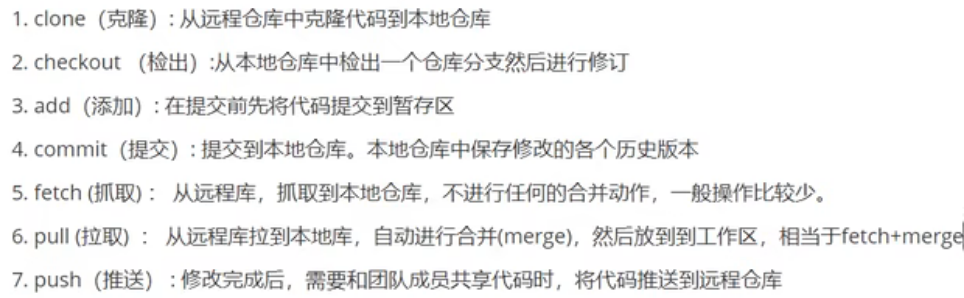 1. clone（克隆）: 从远程仓库中克隆代码到本地仓库
2. checkout （检出）:从本地仓库中检出一个仓库分支然后进行修订
3. add（添加）: 在提交前先将代码提交到暂存区
4. commit（提交）: 提交到本地仓库。本地仓库中保存修改的各个历史版本
5. fetch (抓取) ： 从远程库，抓取到本地仓库，不进行任何的合并动作，一般操作比较少。
6. pull (拉取) ： 从远程库拉到本地库，自动进行合并(merge)，然后放到到工作区，相当于fetch+merge
7. push（推送）: 修改完成后，需要和团队成员共享代码时，将代码推送到远程仓库